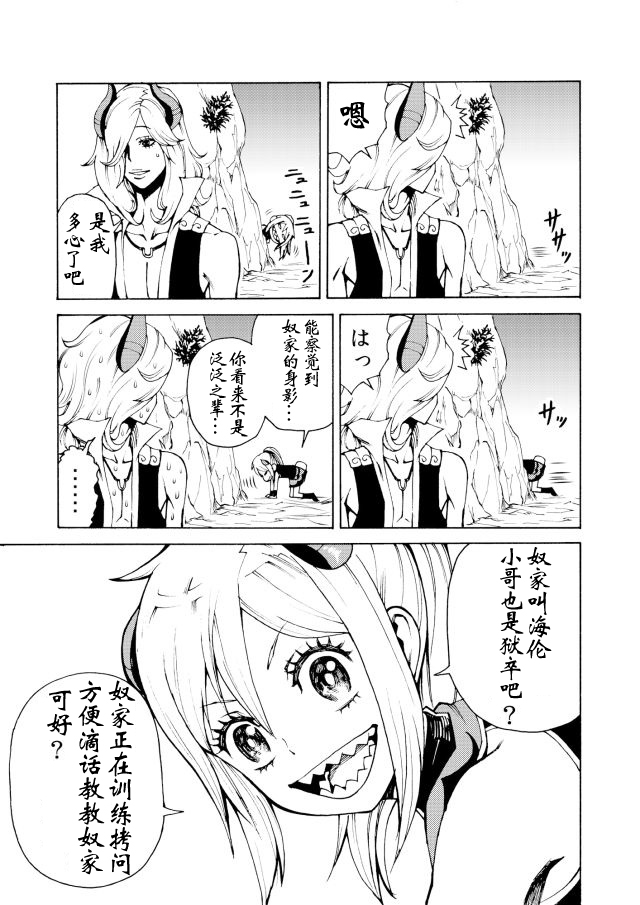 嗯
サッ
サッ
是我
多心了吧
ニュ
ニュ
ニューン
はっ
サッ
能察觉到
奴家的身影…
你看来不是
泛泛之辈…
……
奴家叫海伦
小哥也是狱卒吧？
奴家正在训练拷问
方便滴话教教奴家
可好？